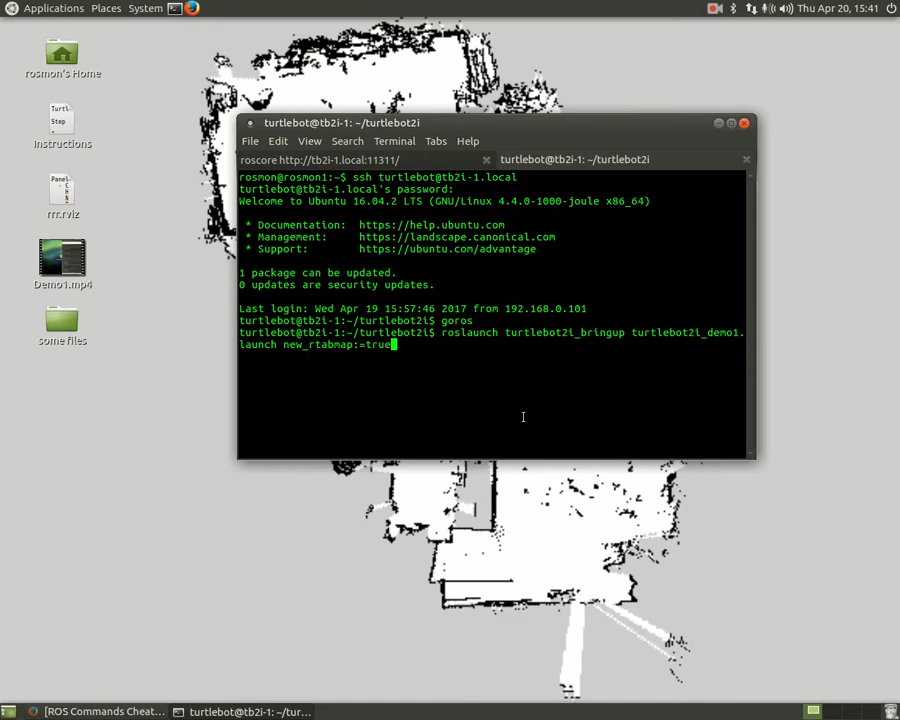 Applications Places System
Thu Apr 20, 15:41
rosmon's Home
Turtl
Step
Instructions
Panel
rrr.rviz
Demo1.mp4
some files
turtlebot@tb2i-1: ~/turtlebot2i
File Edit View Search Terminal Tabs Help
roscore http://tb2i-1.local:11311/
turtlebot@tb2i-1: ~/turtlebot2i
rosmon@rosmon1:~$ ssh turtlebot@tb2i-1.local
turtlebot@tb2i-1.local's password:
Welcome to Ubuntu 16.04.2 LTS (GNU/Linux 4.4.0-1000-joule x86_64)
* Documentation: https://help.ubuntu.com
* Management: https://landscape.canonical.com
* Support: https://ubuntu.com/advantage
1 package can be updated.
0 updates are security updates.
Last login: Wed Apr 19 15:57:46 2017 from 192.168.0.101
turtlebot@tb2i-1:~/turtlebot2i$ goros
turtlebot@tb2i-1:~/turtlebot2i$ roslaunch turtlebot2i_bringup turtlebot2i_demo1.
launch new_rtabmap:=true
[ROS Commands Cheat...
turtlebot@tb2i-1: ~/tur...